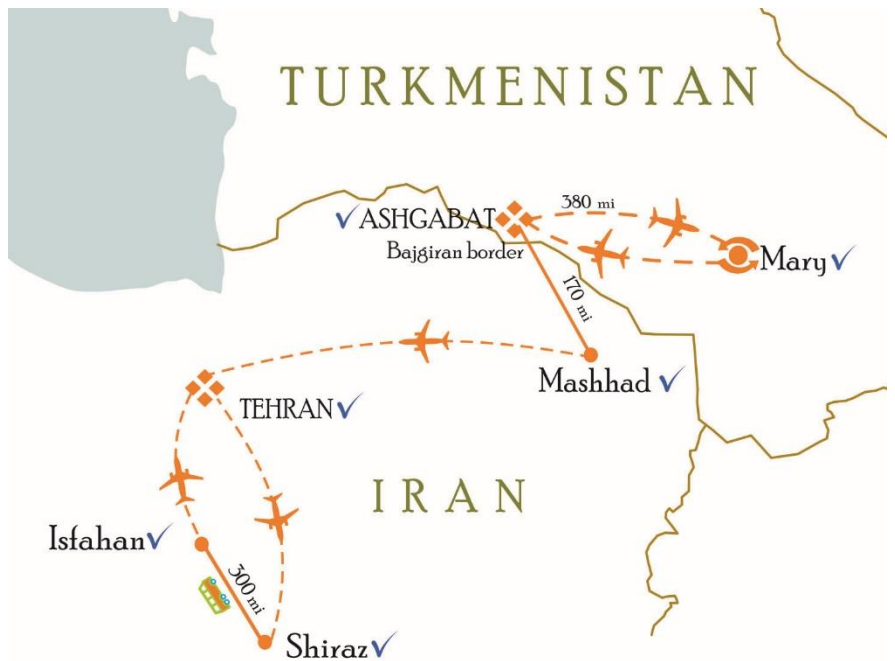 TURKMENISTAN
ASHGABAT
380 mi
Bajgiran border
Mary
170 mi
Mashhad
TEHRAN
IRAN
Isfahan
300 mi
Shiraz